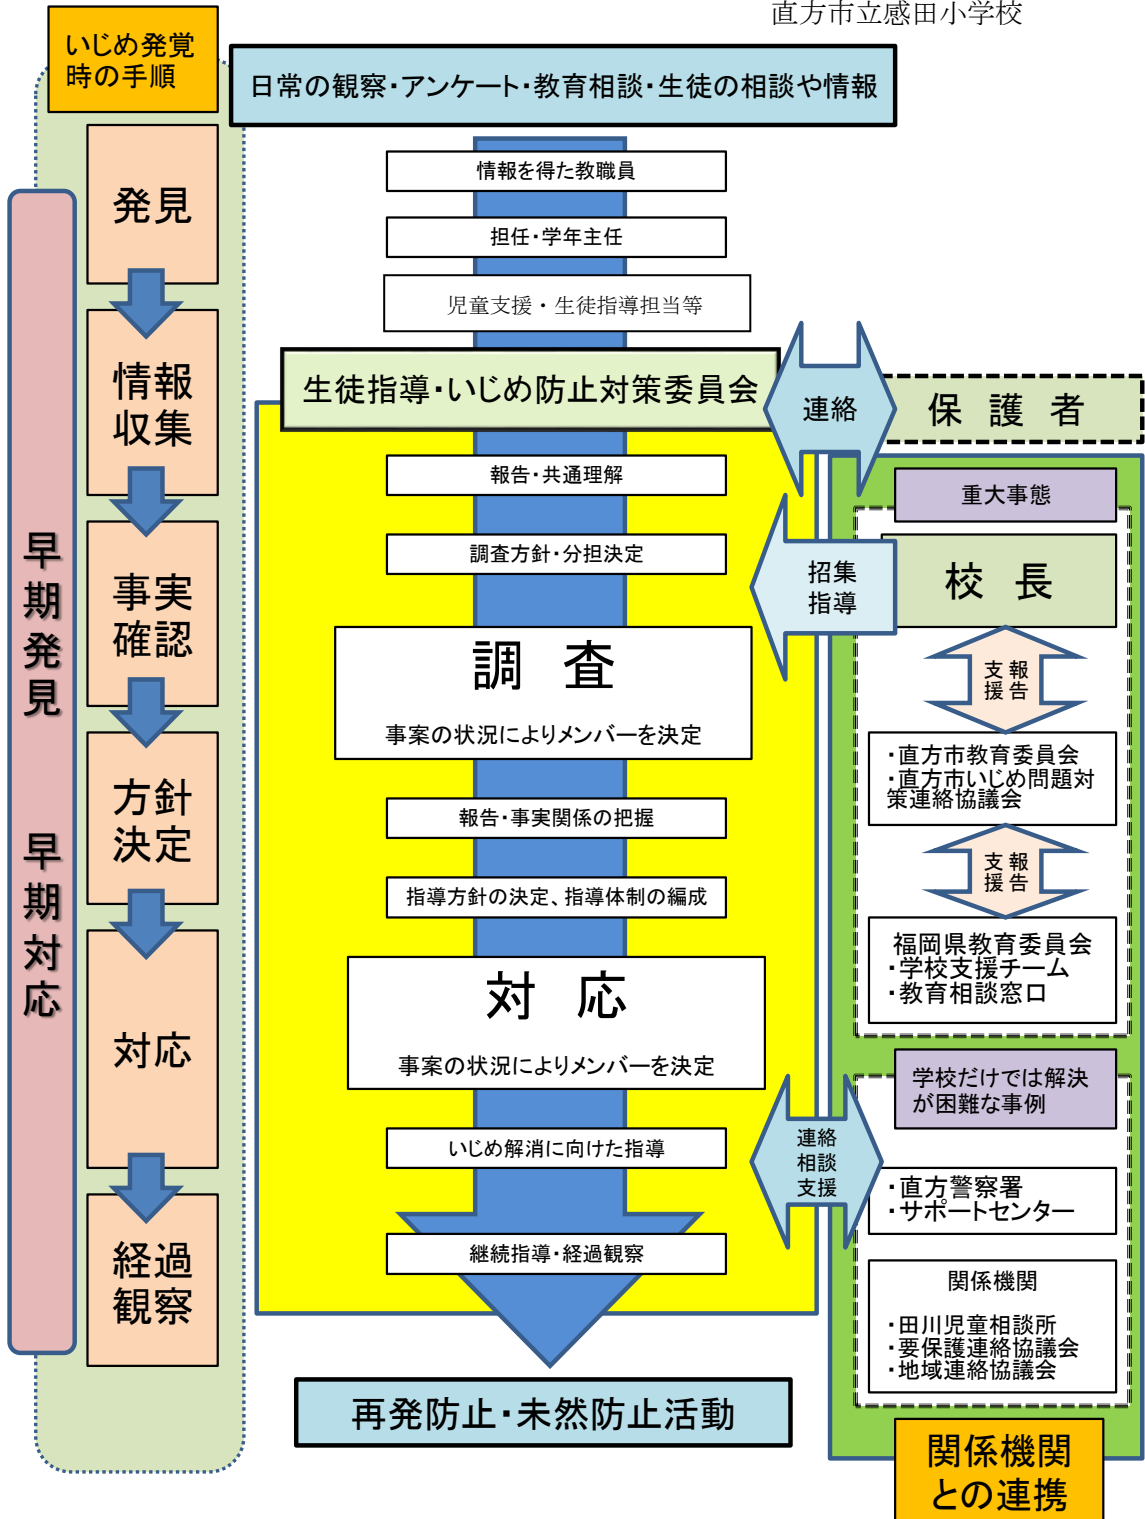 直方市立感田小学校
いじめ発覚
時の手順
日常の観察・アンケート・教育相談・生徒の相談や情報
発見
情報
収集
事実
確認
方針
決定
対応
経過
観察
早期発見　早期対応
情報を得た教職員
担任・学年主任
児童支援・生徒指導担当等
生徒指導・いじめ防止対策委員会
連絡
保護者
報告・共通理解
調査方針・分担決定
招集
指導
調査
事案の状況によりメンバーを決定
報告・事実関係の把握
指導方針の決定、指導体制の編成
対応
事案の状況によりメンバーを決定
いじめ解消に向けた指導
継続指導・経過観察
再発防止・未然防止活動
重大事態
校長
支援
報告
・直方市教育委員会
・直方市いじめ問題対
策連絡協議会
支援
報告
福岡県教育委員会
・学校支援チーム
・教育相談窓口
学校だけでは解決
が困難な事例
連絡
相談
支援
・直方警察署
・サポートセンター
関係機関
・田川児童相談所
・要保護連絡協議会
・地域連絡協議会
関係機関
との連携